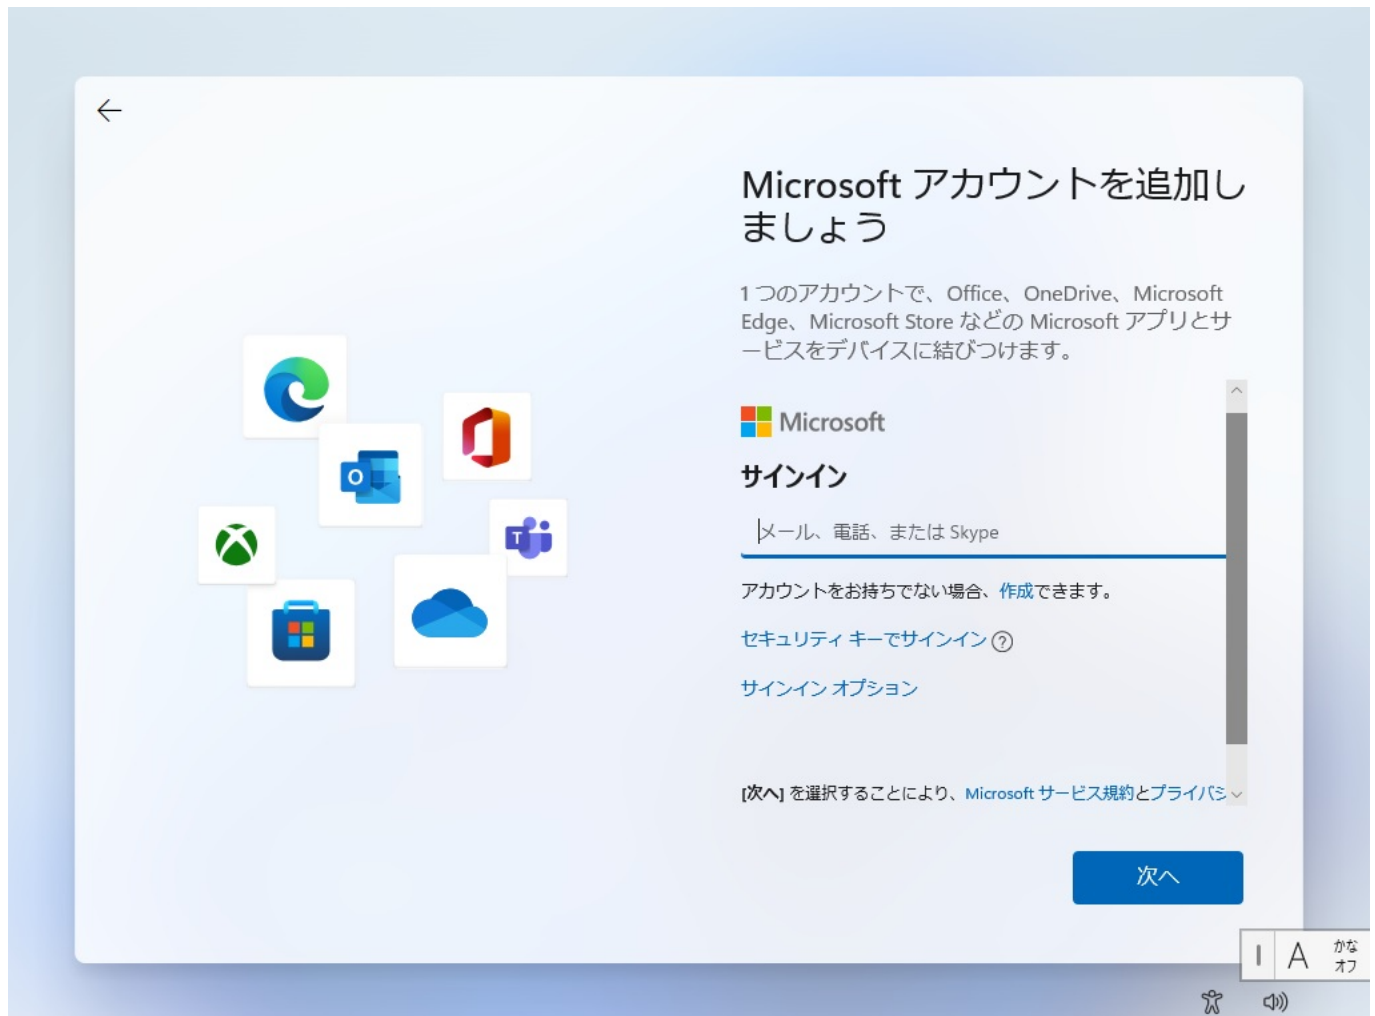 Microsoft アカウントを追加し
ましょう
1 つのアカウントで、Office、OneDrive、Microsoft
Edge、Microsoft Store などの Microsoft アプリとサ
ービスをデバイスに結びつけます。
Microsoft
サインイン
メール、電話、または Skype
アカウントをお持ちでない場合、作成できます。
セキュリティ キーでサインイン ?
サインイン オプション
[次へ] を選択することにより、Microsoft サービス規約とプライバシ
次へ
A かな
オフ
O
T